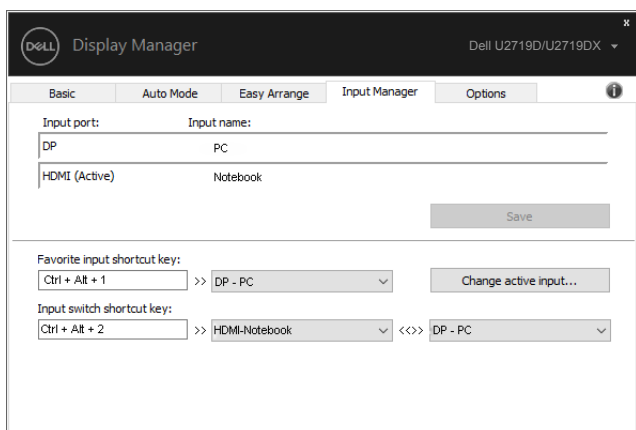 x
DELL Display Manager Dell U2719D/U2719DX
Basic Auto Mode Easy Arrange Input Manager Options i
Input port: Input name:
DP PC
HDMI (Active) Notebook
Save
Favorite input shortcut key:
Ctrl + Alt + 1 >> DP - PC Change active input...
Input switch shortcut key:
Ctrl + Alt + 2 >> HDMI-Notebook <<>> DP - PC